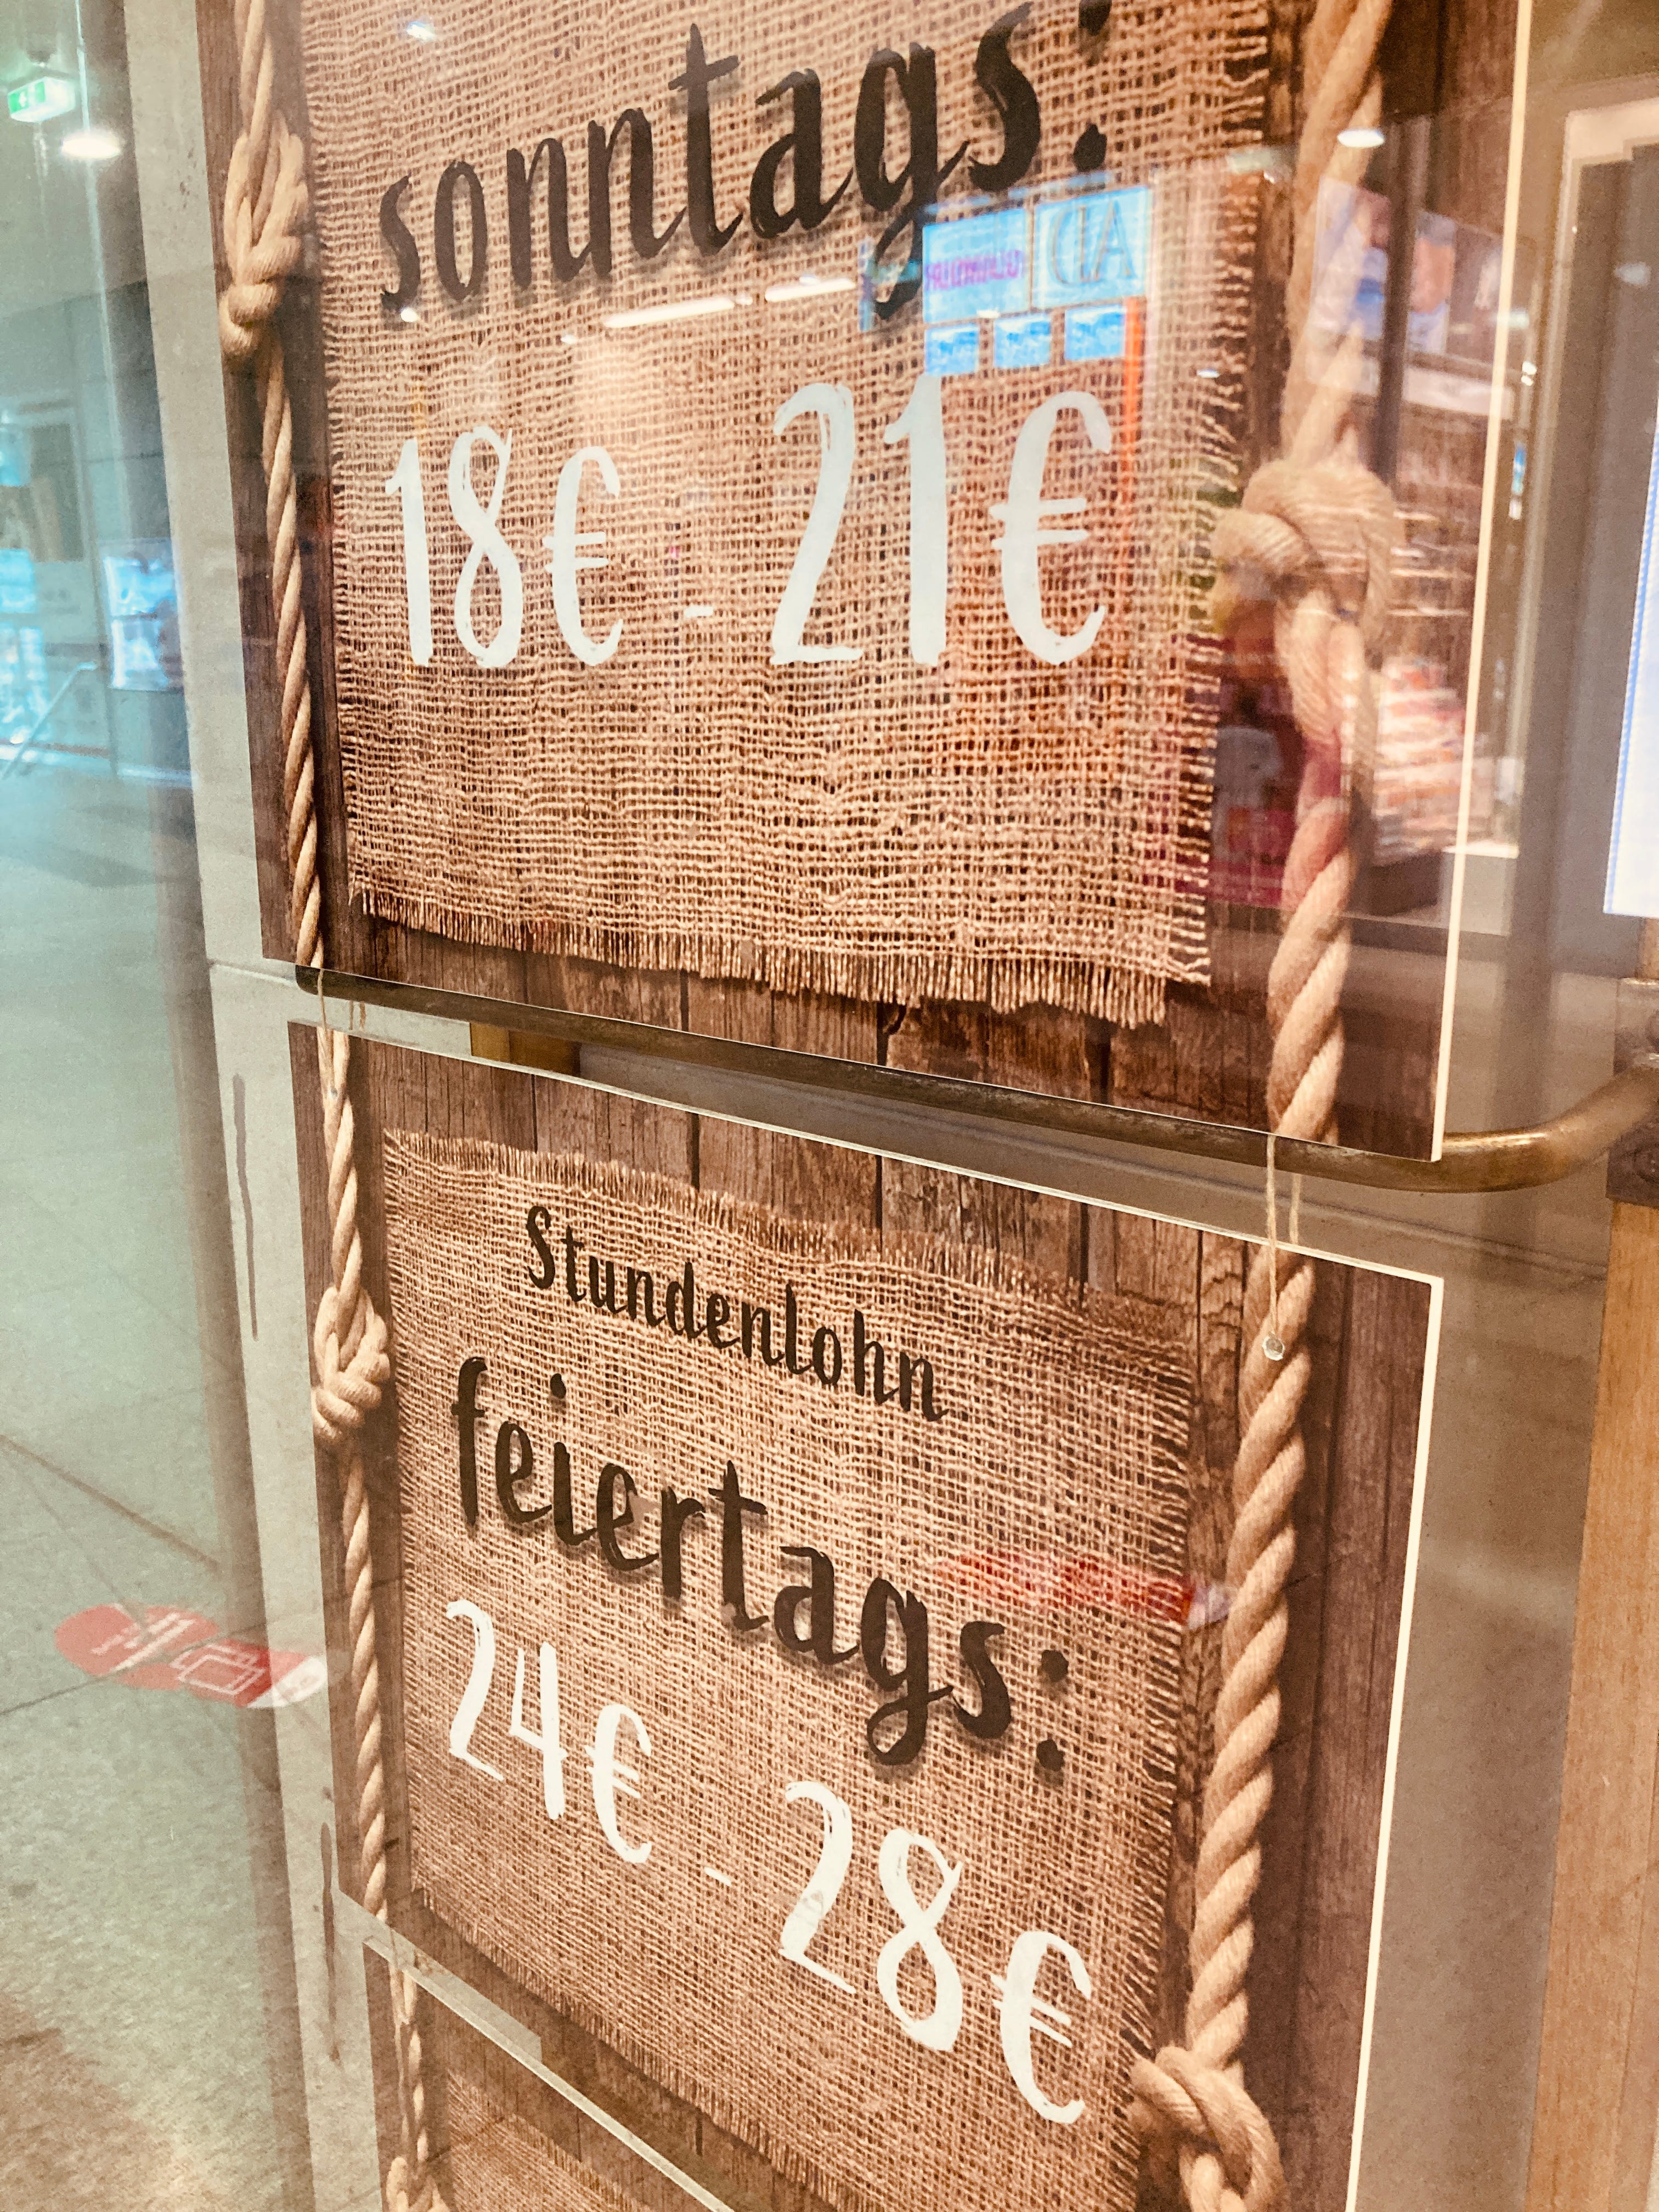 sonntags:
18€ - 21€
Stundenlohn
feiertags:
24€ - 28€